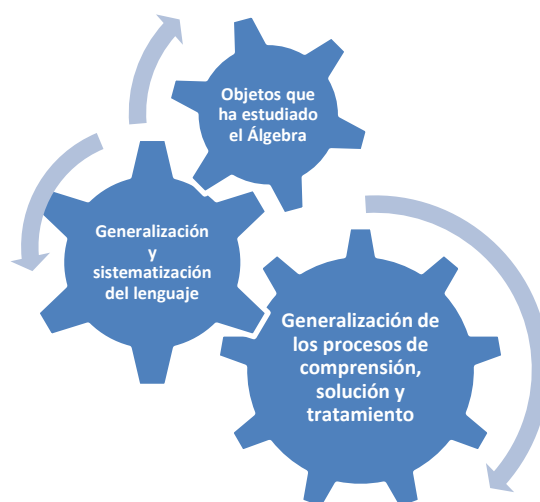 Objetos que
ha estudiado
el Álgebra
Generalización
y
sistematización
del lenguaje
Generalización de
los procesos de
comprensión,
solución y
tratamiento